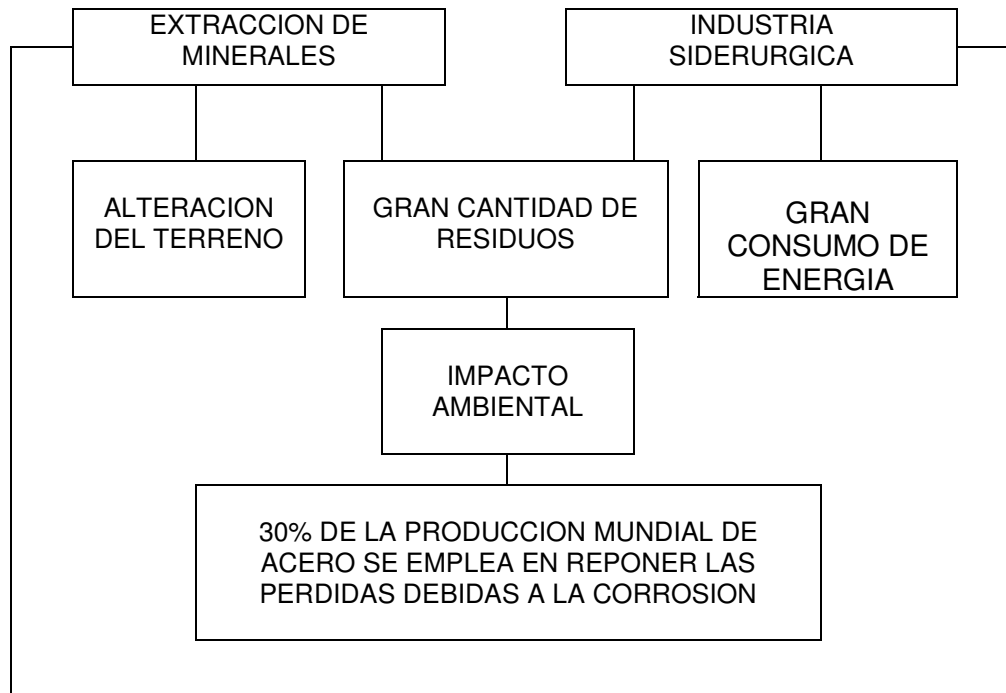 EXTRACCION DE
MINERALES
INDUSTRIA
SIDERURGICA
ALTERACION
DEL TERRENO
GRAN CANTIDAD DE
RESIDUOS
GRAN
CONSUMO DE
ENERGIA
IMPACTO
AMBIENTAL
30% DE LA PRODUCCION MUNDIAL DE
ACERO SE EMPLEA EN REPONER LAS
PERDIDAS DEBIDAS A LA CORROSION